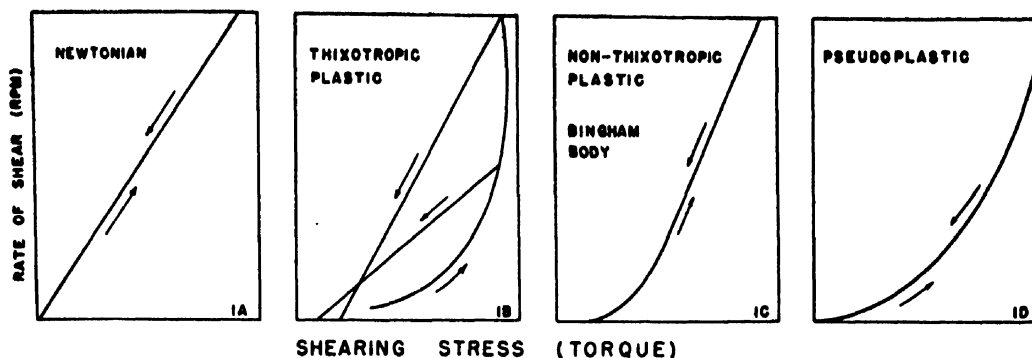 RATE OF SHEAR (RPM)
NEWTONIAN
1A
THIXOTROPIC
PLASTIC
1B
NON-THIXOTROPIC
PLASTIC
BINGHAM
BODY
1C
PSEUDOPLASTIC
1D
SHEARING STRESS (TORQUE)